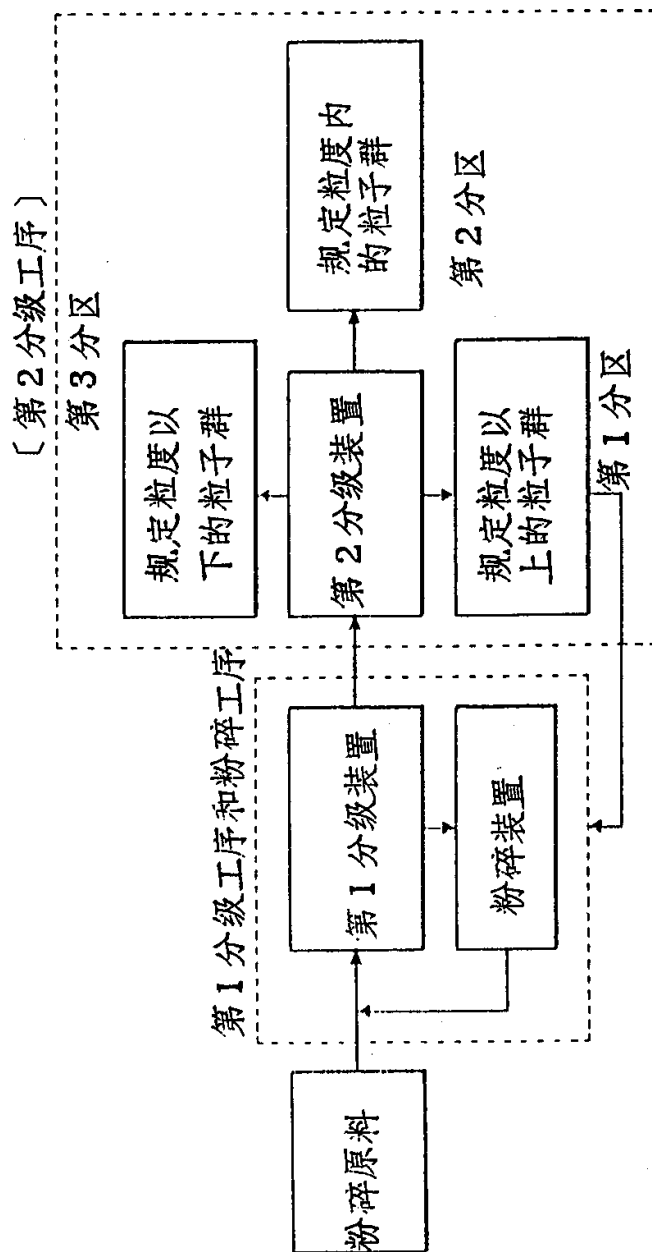 〔第2分级工序〕
第3分区
规定粒度以
下的粒子群
第2分级装置
规定粒度内
的粒子群
第2分区
规定粒度以
上的粒子群
第1分区
第1分级工序和粉碎工序
第1分级装置
粉碎装置
粉碎原料